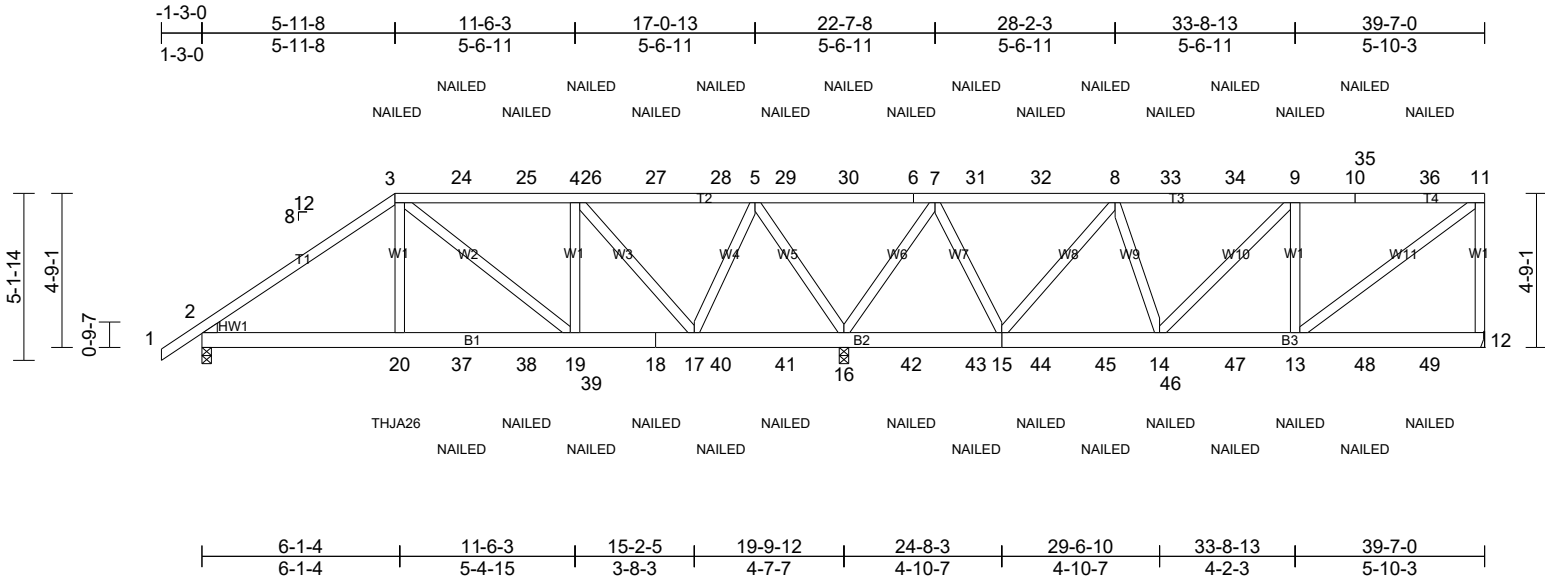 -1-3-0 5-11-8 11-6-3 17-0-13 22-7-8 28-2-3 33-8-13 39-7-0
1-3-0 5-11-8 5-6-11 5-6-11 5-6-11 5-6-11 5-6-11 5-10-3
NAILED NAILED NAILED NAILED NAILED NAILED NAILED NAILED
NAILED NAILED NAILED NAILED NAILED NAILED NAILED NAILED NAILED
35
3 24 25 4 26 27 28 5 29 30 6 7 31 32 8 33 34 9 10 36 11
T2 T3 T4
12
8
T1 W1 W2 W1 W3 W4 W5 W6 W7 W8 W9 W10 W1 W11 W1
5-1-14
4-9-1
0-9-7
4-9-1
2
HW1
1 B1 B2 B3 12
20 37 38 19 18 17 40 41 16 42 43 15 44 45 14 47 13 48 49
39 46
THJA26 NAILED NAILED NAILED NAILED NAILED NAILED NAILED NAILED
NAILED NAILED NAILED NAILED NAILED NAILED NAILED
6-1-4 11-6-3 15-2-5 19-9-12 24-8-3 29-6-10 33-8-13 39-7-0
6-1-4 5-4-15 3-8-3 4-7-7 4-10-7 4-10-7 4-2-3 5-10-3